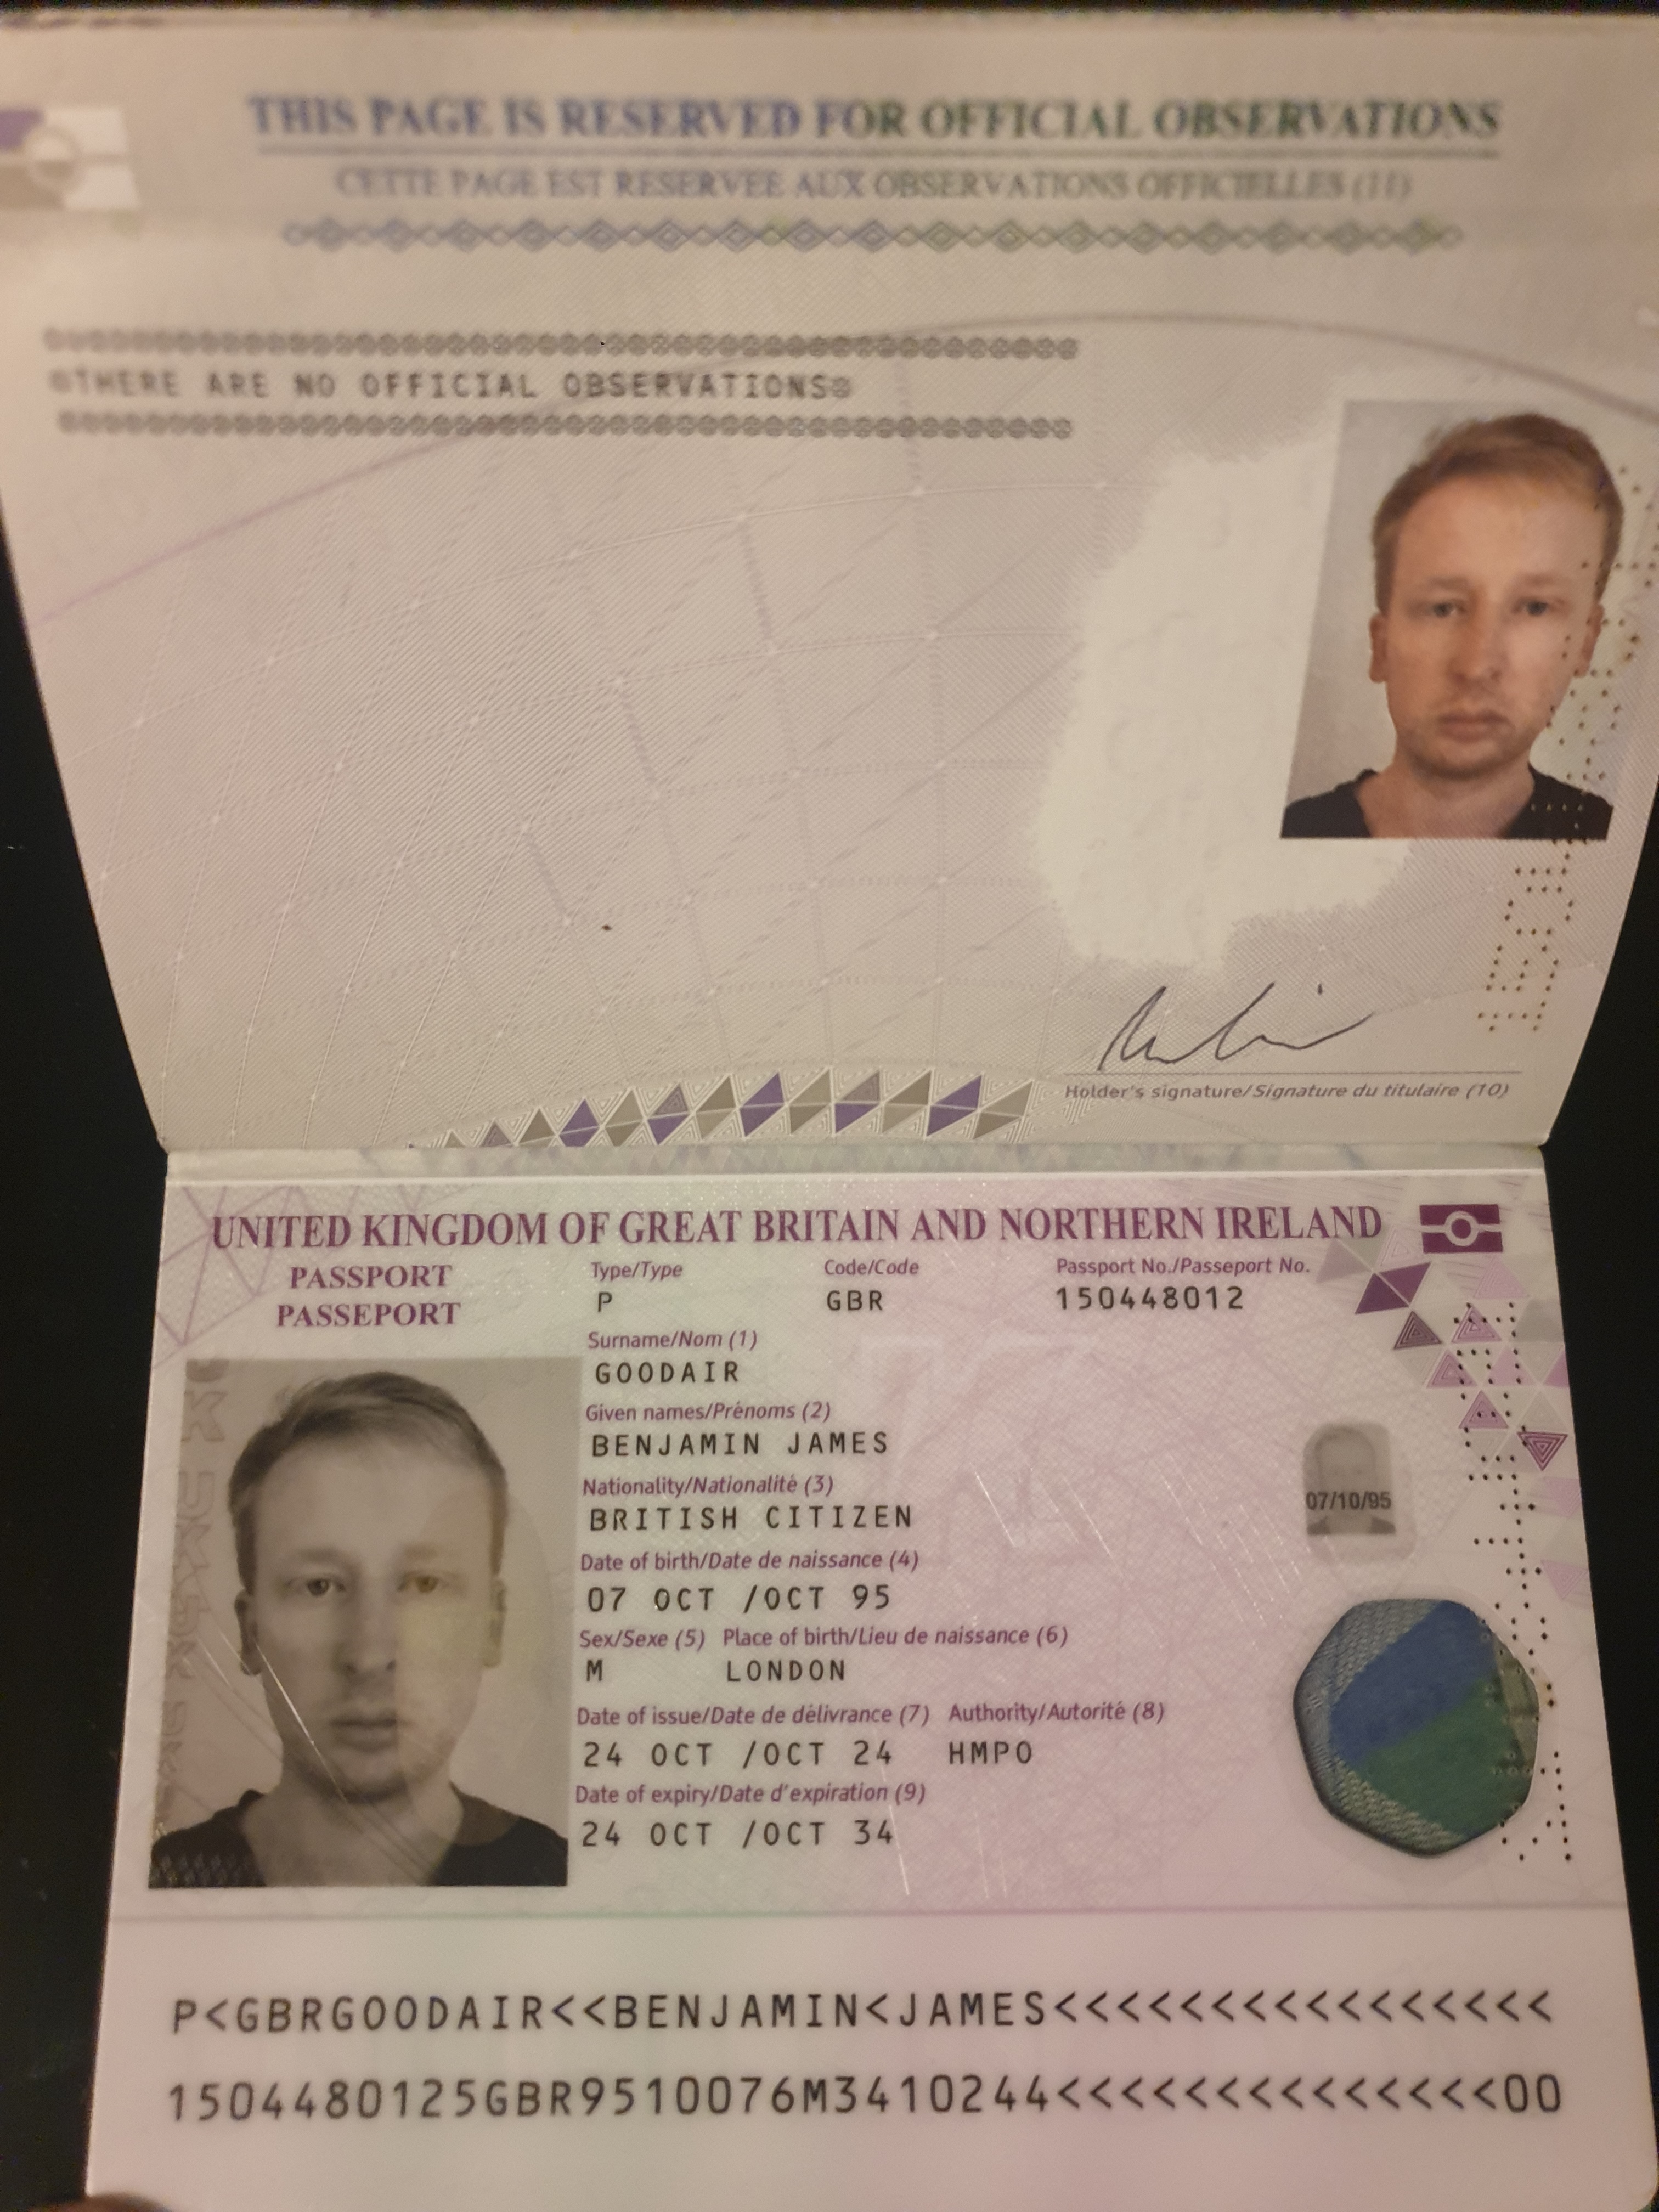 THIS PAGE IS RESERVED FOR OFFICIAL OBSERVATIONS
CETTE PAGE EST RESERVEE AUX OBSERVATIONS OFFICIELLES (11)
THERE ARE NO OFFICIAL OBSERVATIONS
Holder's signature/Signature du titulaire (10)
UNITED KINGDOM OF GREAT BRITAIN AND NORTHERN IRELAND
PASSPORT
PASSEPORT
Type/Type Code/Code Passport No./Passeport No.
P GBR 150448012
Surname/Nom (1)
GOODAIR
Given names/Prénoms (2)
BENJAMIN JAMES
Nationality/Nationalité (3)
BRITISH CITIZEN
07/10/95
Date of birth/Date de naissance (4)
07 OCT /OCT 95
Sex/Sexe (5) Place of birth/Lieu de naissance (6)
M LONDON
Date of issue/Date de délivrance (7) Authority/Autorité (8)
24 OCT /OCT 24 HMPO
Date of expiry/Date d'expiration (9)
24 OCT /OCT 34
P<GBRGOODAIR<<BENJAMIN<JAMES<<<<<<<<<<<<<<<<
1504480125GBR9510076M3410244<<<<<<<<<<<<<<00